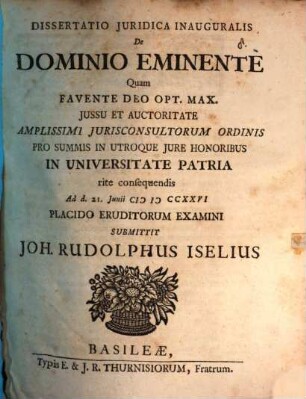 DISSERTATIO JURIDICA INAUGURALIS
De
DOMINIO EMINENTE
Quam
FAVENTE DEO OPT. MAX.
JUSSU ET AUCTORITATE
AMPLISSIMI JURISCONSULTORUM ORDINIS
PRO SUMMIS IN UTROQUE JURE HONORIBUS
IN UNIVERSITATE PATRIA
rite consequendis
Ad d. 21. Junii CIↃ IↃ CCXXVI
PLACIDO ERUDITORUM EXAMINI
SUBMITTIT
JOH. RUDOLPHUS ISELIUS
BASILEÆ,
Typis E. & J. R. THURNISIORUM, Fratrum.